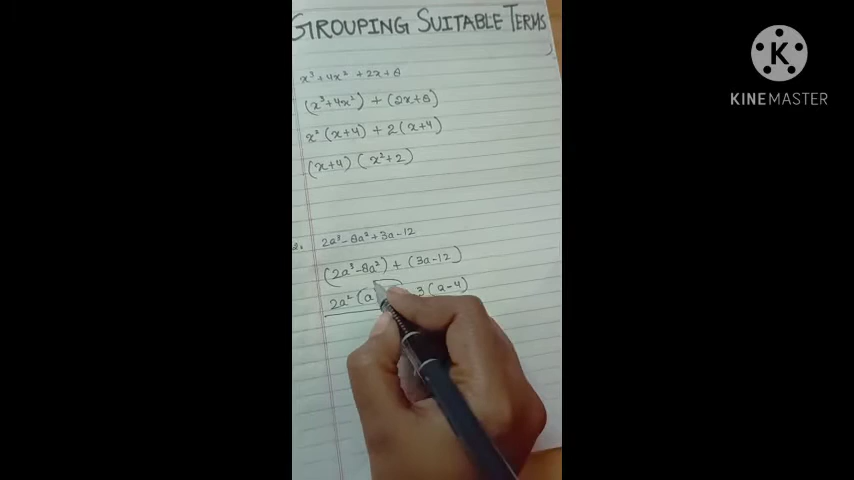 GROUPING SUITABLE TERMS
x³+4x² +2x+8
(x³+4x²) + (2x+8)
x² (x+4) + 2 (x+4)
(x+4) (x²+2)
2. 2a³-8a²+3a-12
(2a³-8a²) + (3a-12)
2a² (a 3 (a-4)
K
KINEMASTER